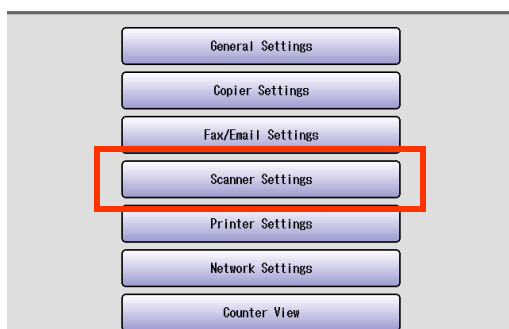 General Settings
Copier Settings
Fax/Email Settings
Scanner Settings
Printer Settings
Network Settings
Counter View